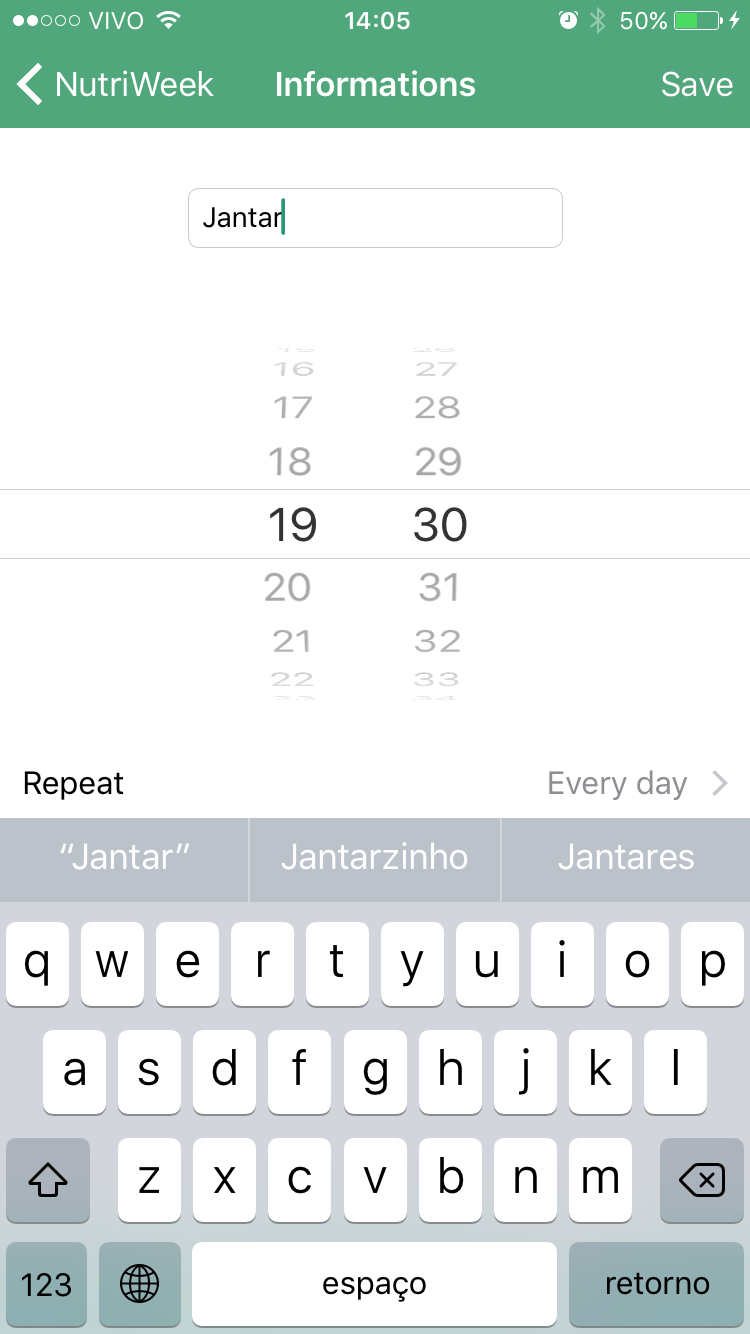 VIVO 14:05 50%
NutriWeek Informations Save
Jantar
16 27
17 28
18 29
19 30
20 31
21 32
22 33
Repeat Every day
“Jantar” Jantarzinho Jantares
q w e r t y u i o p
a s d f g h j k l
z x c v b n m
123 espaço retorno